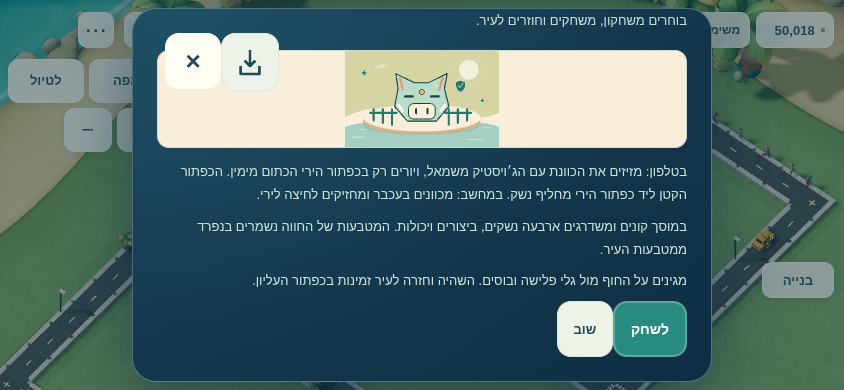 בוחרים משחקון, משחקים וחוזרים לעיר.
50,018
משימ
מפה
לטיול
בטלפון: מזיזים את הכוונת עם הג׳ויסטיק משמאל, ויורים רק בכפתור הירי הכתום מימין. הכפתור
הקטן ליד כפתור הירי מחליף נשק. במחשב: מכוונים בעכבר ומחזיקים לחיצה לירי.
במוסך קונים ומשדרגים ארבעה נשקים, ביצורים ויכולות. המטבעות של החווה נשמרים בנפרד
ממטבעות העיר.
בנייה
מגינים על החוף מול גלי פלישה ובוסים. השהיה וחזרה לעיר זמינות בכפתור העליון.
לשחק
שוב